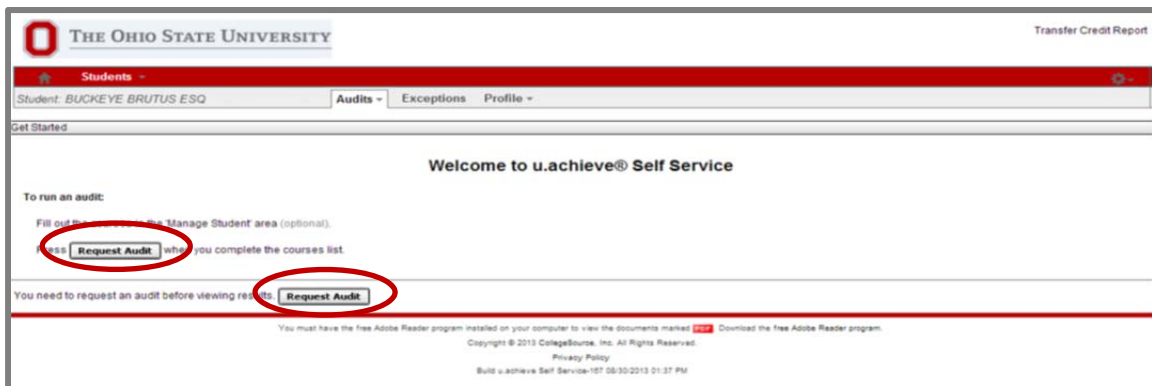 THE OHIO STATE UNIVERSITY
Transfer Credit Report
Students
Student: BUCKEYE BRUTUS ESQ
Audits Exceptions Profile
Get Started
Welcome to u.achieve® Self Service
To run an audit:
Fill out the courses in the 'Manage Student' area (optional).
Press Request Audit when you complete the courses list.
You need to request an audit before viewing results. Request Audit
You must have the free Adobe Reader program installed on your computer to view the documents marked PDF. Download the free Adobe Reader program.
Copyright © 2013 CollegeSource, Inc. All Rights Reserved.
Privacy Policy
Build u.achieve Self Service-157 08/30/2013 01:37 PM